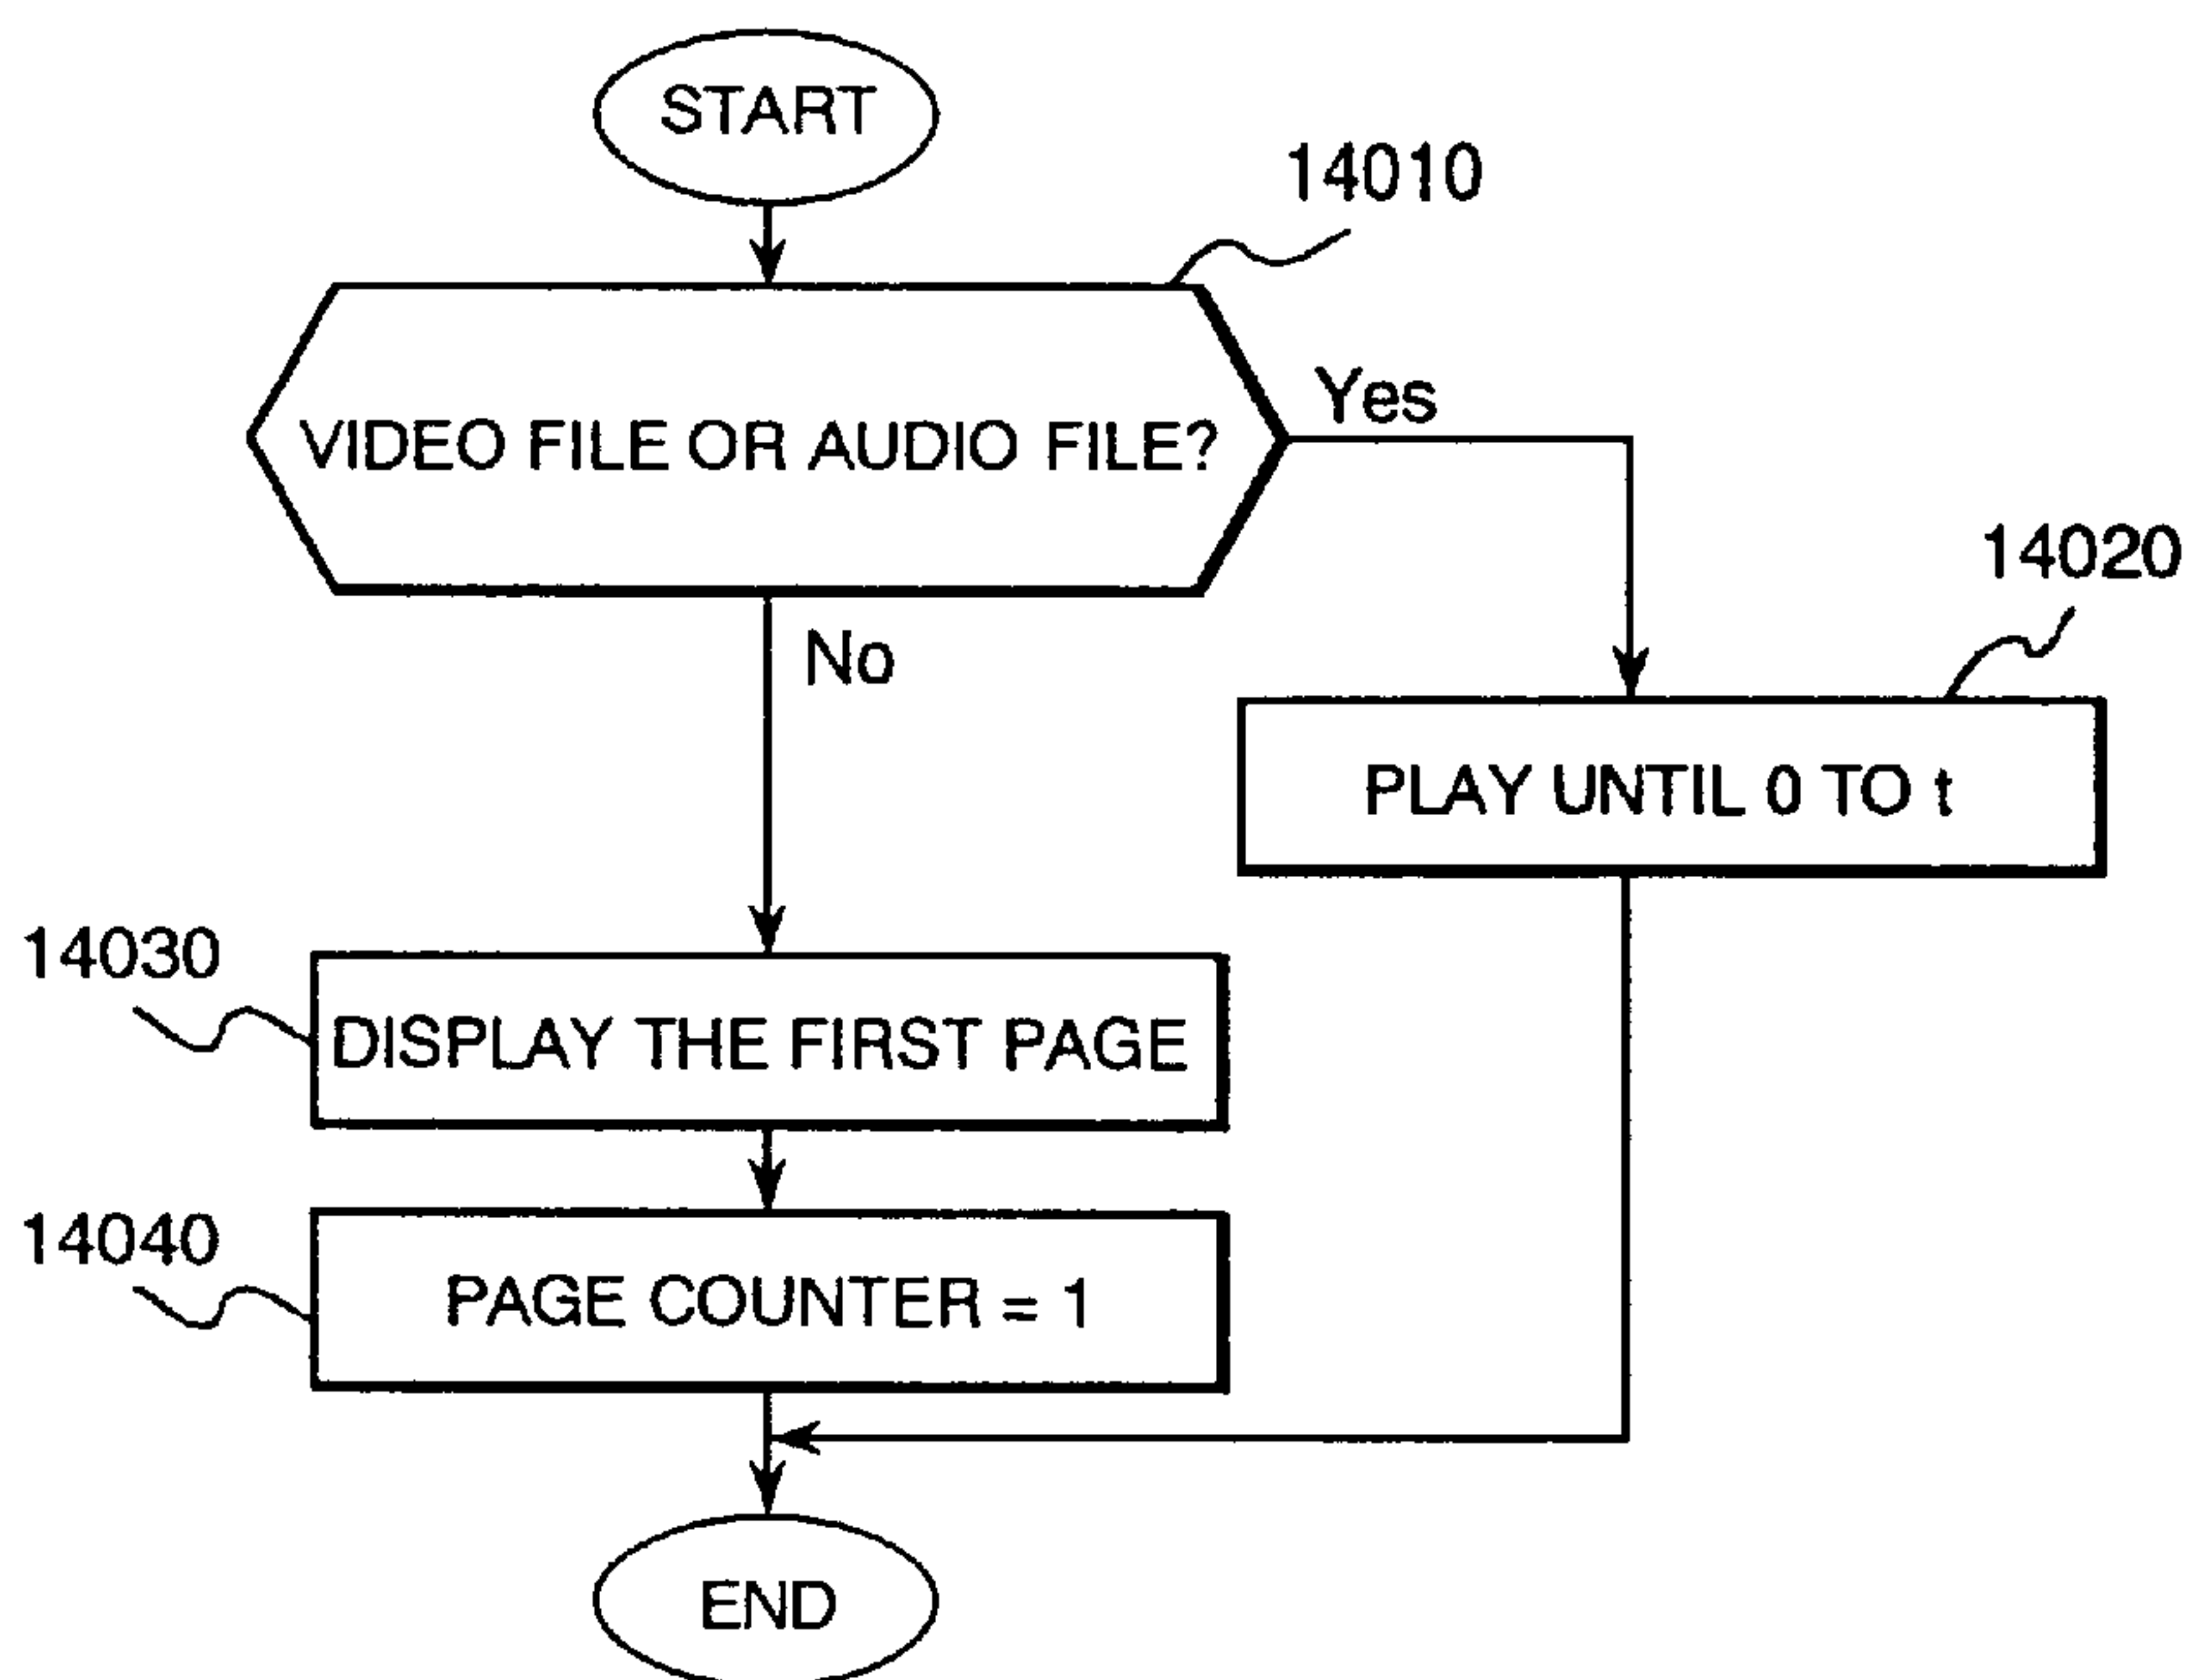 START
14010
VIDEO FILE OR AUDIO FILE?
Yes
No
14020
PLAY UNTIL 0 TO t
14030
DISPLAY THE FIRST PAGE
14040
PAGE COUNTER = 1
END